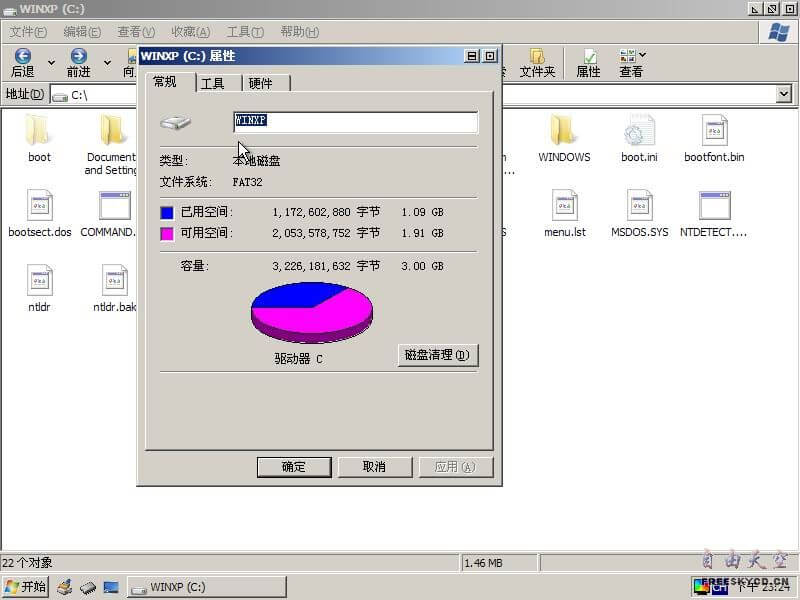 WINXP (C:)
文件(F) 编辑(E) 查看(V) 收藏(A) 工具(T) 帮助(H)
后退 前进 向 文件夹 属性 查看
地址(D) C:\
WINXP (C:) 属性
常规 工具 硬件
WINXP
类型: 本地磁盘
文件系统: FAT32
已用空间: 1,172,602,880 字节 1.09 GB
可用空间: 2,053,578,752 字节 1.91 GB
容量: 3,226,181,632 字节 3.00 GB
驱动器 C
磁盘清理(D)
确定 取消 应用(A)
boot Document and Setting WINDOWS boot.ini bootfont.bin
bootsect.dos COMMAND. menu.lst MSDOS.SYS NTDETECT....
ntldr ntldr.bak
22 个对象 1.46 MB
自由天空
开始 WINXP (C:) CH 下午 23:24
FREESKYCD.CN